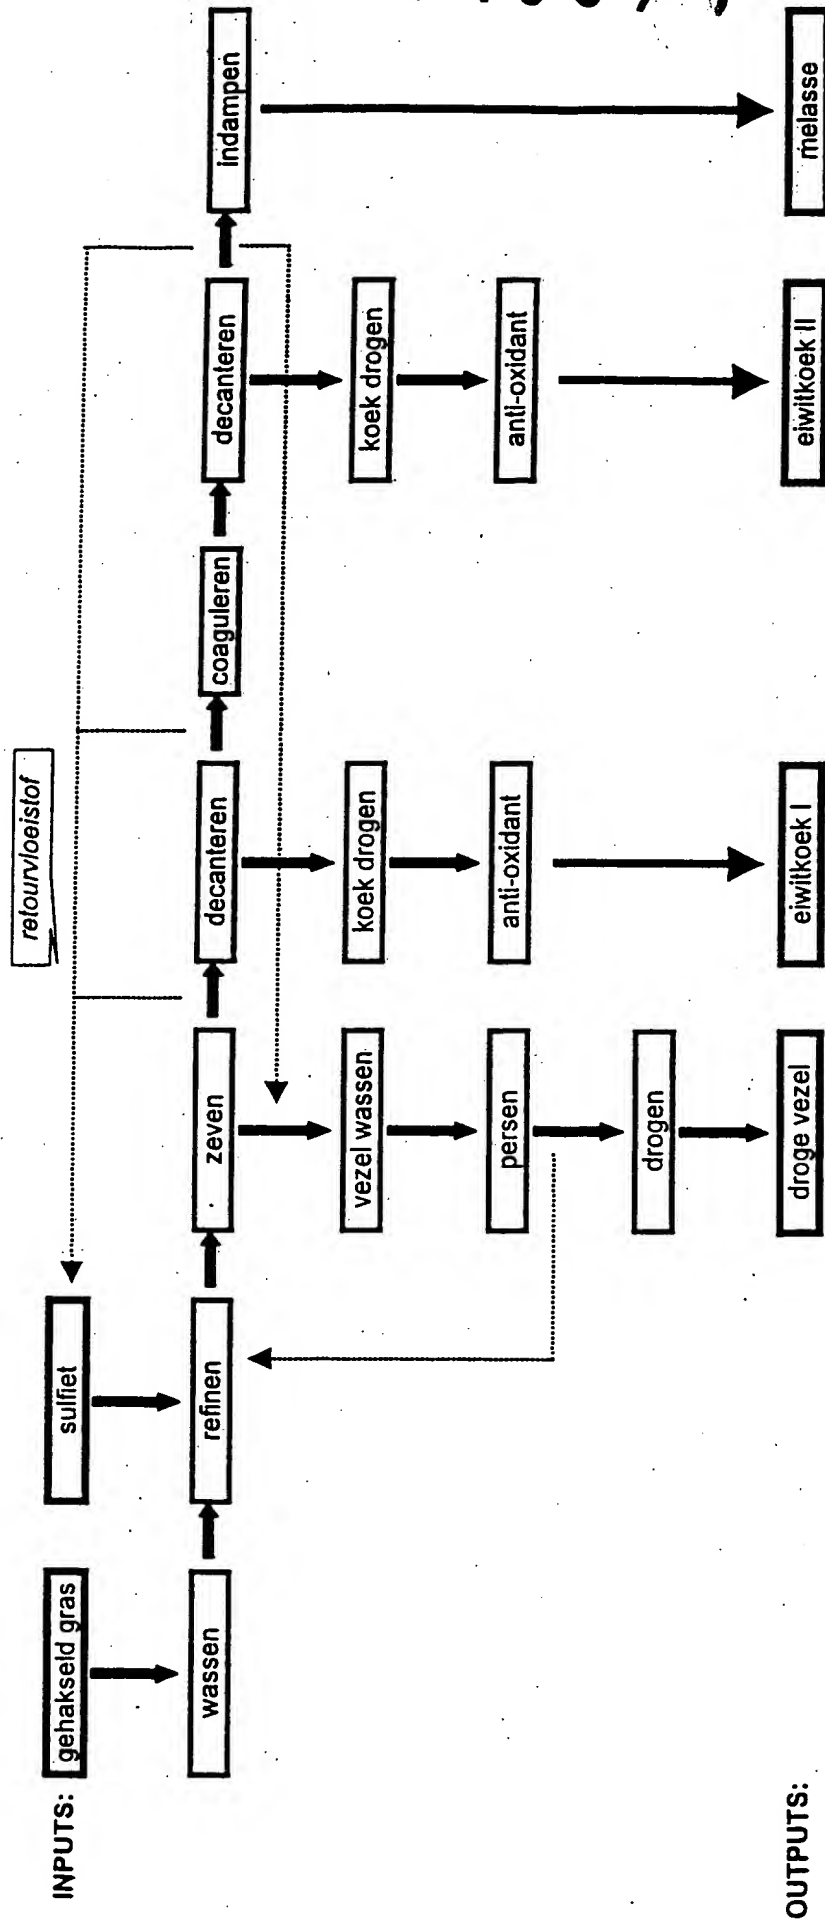 retourvloeistof
INPUTS: gehakseld gras sulfiet
wassen refinen zeven decanteren coaguleren decanteren indampen
vezel wassen koek drogen koek drogen
persen anti-oxidant anti-oxidant
drogen
OUTPUTS: droge vezel eiwitkoek I eiwitkoek II melasse